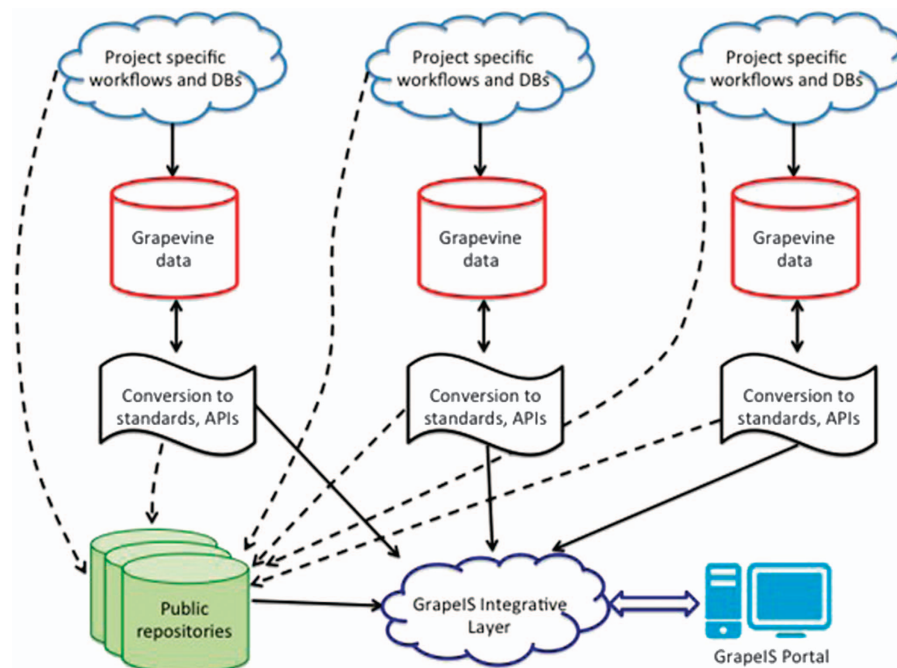 Project specific
workflows and DBs
Project specific
workflows and DBs
Project specific
workflows and DBs
Grapevine
data
Grapevine
data
Grapevine
data
Conversion to
standards, APIs
Conversion to
standards, APIs
Conversion to
standards, APIs
Public
repositories
GrapeIS Integrative
Layer
GrapeIS Portal